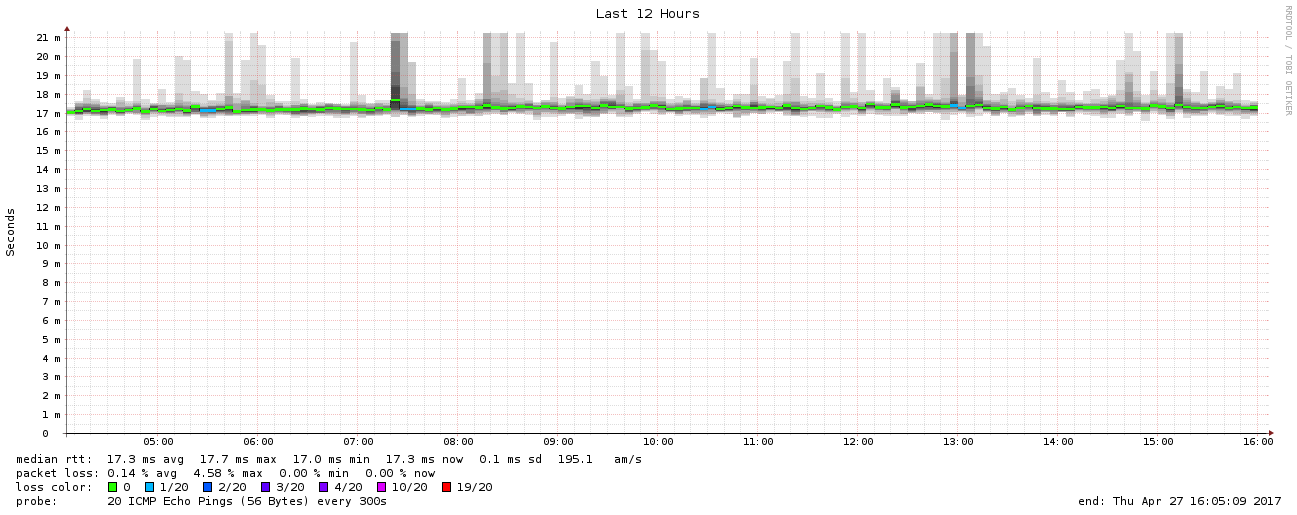 Last 12 Hours
RRDTOOL / TOBI OETIKER
Seconds
21 m
20 m
19 m
18 m
17 m
16 m
15 m
14 m
13 m
12 m
11 m
10 m
9 m
8 m
7 m
6 m
5 m
4 m
3 m
2 m
1 m
0
05:00 06:00 07:00 08:00 09:00 10:00 11:00 12:00 13:00 14:00 15:00 16:00
median rtt: 17.3 ms avg 17.7 ms max 17.0 ms min 17.3 ms now 0.1 ms sd 195.1 am/s
packet loss: 0.14 % avg 4.58 % max 0.00 % min 0.00 % now
loss color: 0 1/20 2/20 3/20 4/20 10/20 19/20
probe: 20 ICMP Echo Pings (56 Bytes) every 300s end: Thu Apr 27 16:05:09 2017